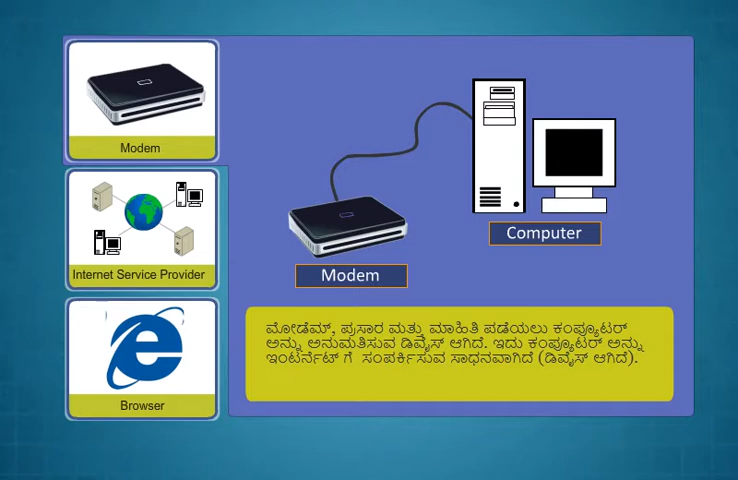 Modem
Internet Service Provider
Browser
Computer
Modem
ಮೋಡೆಮ್, ಪ್ರಸಾರ ಮತ್ತು ಮಾಹಿತಿ ಪಡೆಯಲು ಕಂಪ್ಯೂಟರ್
ಅನ್ನು ಅನುಮತಿಸುವ ಡಿವೈಸ್ ಆಗಿದೆ. ಇದು ಕಂಪ್ಯೂಟರ್ ಅನ್ನು
ಇಂಟರ್ನೆಟ್ ಗೆ ಸಂಪರ್ಕಿಸುವ ಸಾಧನವಾಗಿದೆ (ಡಿವೈಸ್ ಆಗಿದೆ).